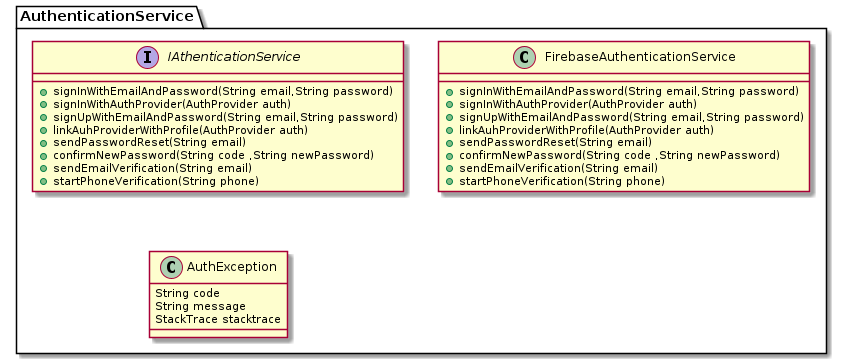 AuthenticationService
I IAthenticationService
signInWithEmailAndPassword(String email,String password)
signInWithAuthProvider(AuthProvider auth)
signUpWithEmailAndPassword(String email,String password)
linkAuhProviderWithProfile(AuthProvider auth)
sendPasswordReset(String email)
confirmNewPassword(String code ,String newPassword)
sendEmailVerification(String email)
startPhoneVerification(String phone)
C FirebaseAuthenticationService
signInWithEmailAndPassword(String email,String password)
signInWithAuthProvider(AuthProvider auth)
signUpWithEmailAndPassword(String email,String password)
linkAuhProviderWithProfile(AuthProvider auth)
sendPasswordReset(String email)
confirmNewPassword(String code ,String newPassword)
sendEmailVerification(String email)
startPhoneVerification(String phone)
C AuthException
String code
String message
StackTrace stacktrace